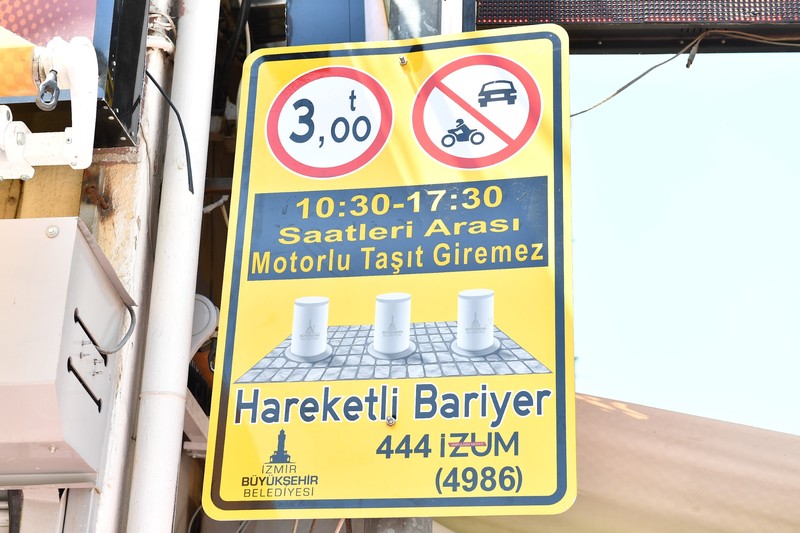 3,00 t
10:30-17:30
Saatleri Arası
Motorlu Taşıt Giremez
Hareketli Bariyer
444 İZUM
(4986)
İZMİR
BÜYÜKŞEHİR
BELEDİYESİ